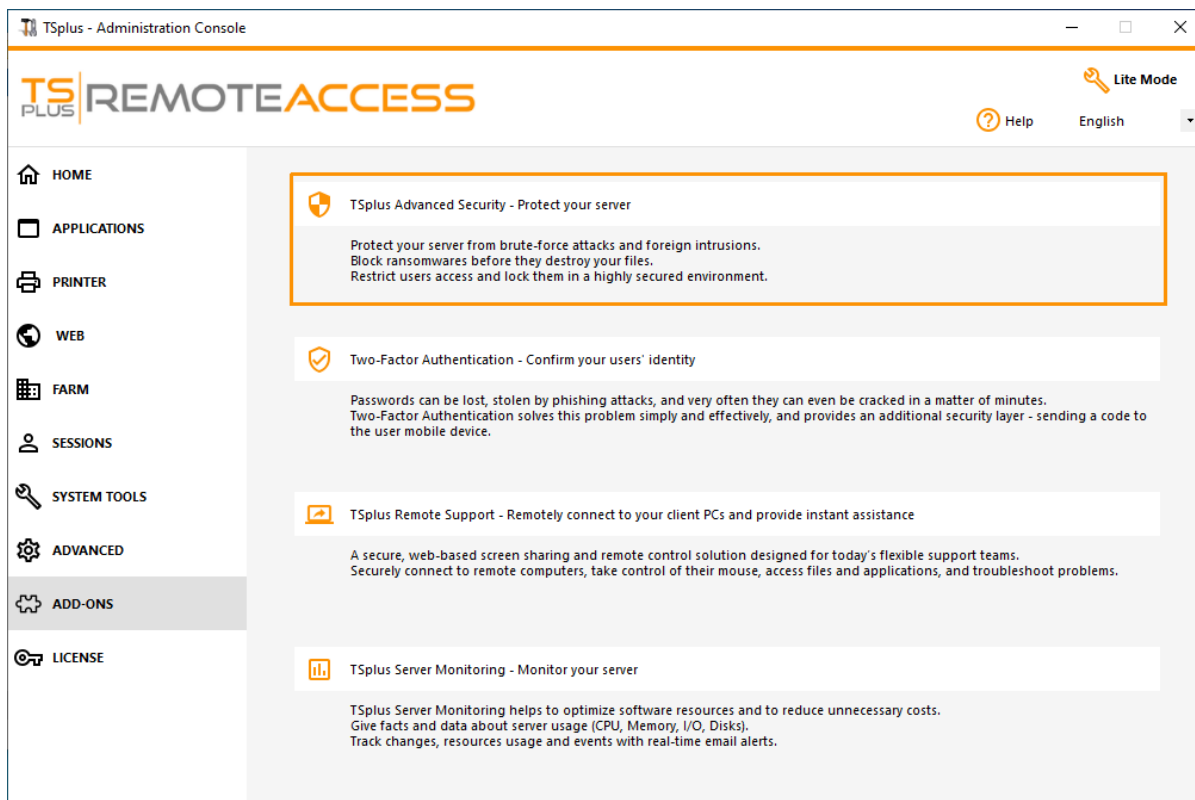 TSplus - Administration Console
TS PLUS REMOTEACCESS
Lite Mode
Help
English
HOME
APPLICATIONS
PRINTER
WEB
FARM
SESSIONS
SYSTEM TOOLS
ADVANCED
ADD-ONS
LICENSE
TSplus Advanced Security - Protect your server
Protect your server from brute-force attacks and foreign intrusions.
Block ransomwares before they destroy your files.
Restrict users access and lock them in a highly secured environment.
Two-Factor Authentication - Confirm your users' identity
Passwords can be lost, stolen by phishing attacks, and very often they can even be cracked in a matter of minutes.
Two-Factor Authentication solves this problem simply and effectively, and provides an additional security layer - sending a code to
the user mobile device.
TSplus Remote Support - Remotely connect to your client PCs and provide instant assistance
A secure, web-based screen sharing and remote control solution designed for today's flexible support teams.
Securely connect to remote computers, take control of their mouse, access files and applications, and troubleshoot problems.
TSplus Server Monitoring - Monitor your server
TSplus Server Monitoring helps to optimize software resources and to reduce unnecessary costs.
Give facts and data about server usage (CPU, Memory, I/O, Disks).
Track changes, resources usage and events with real-time email alerts.